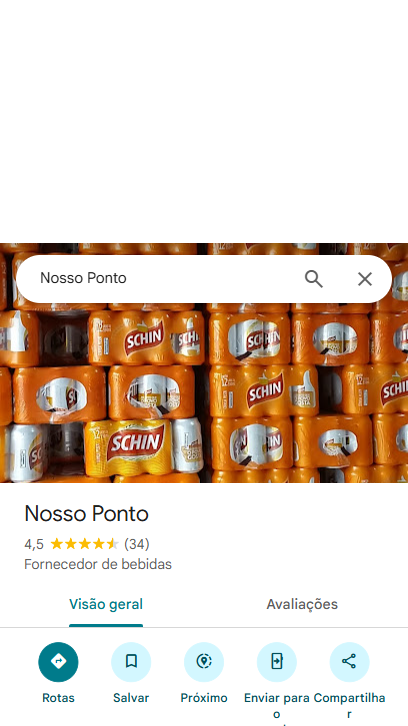 Nosso Ponto
SCHIN
SCHIN
SCHIN
SCHIN
SCHIN
SCHIN
Nosso Ponto
4,5 (34)
Fornecedor de bebidas
Visão geral
Avaliações
Rotas
Salvar
Próximo
Enviar para o
Compartilhar